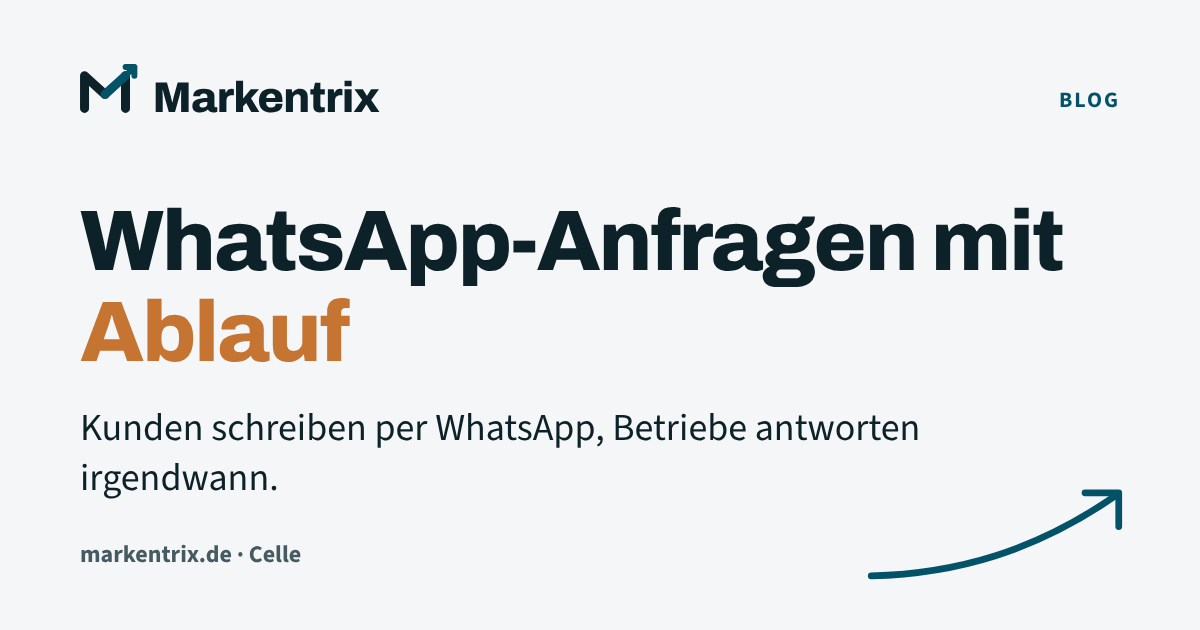 Markentrix
BLOG
WhatsApp-Anfragen mit
Ablauf
Kunden schreiben per WhatsApp, Betriebe antworten
irgendwann.
markentrix.de · Celle